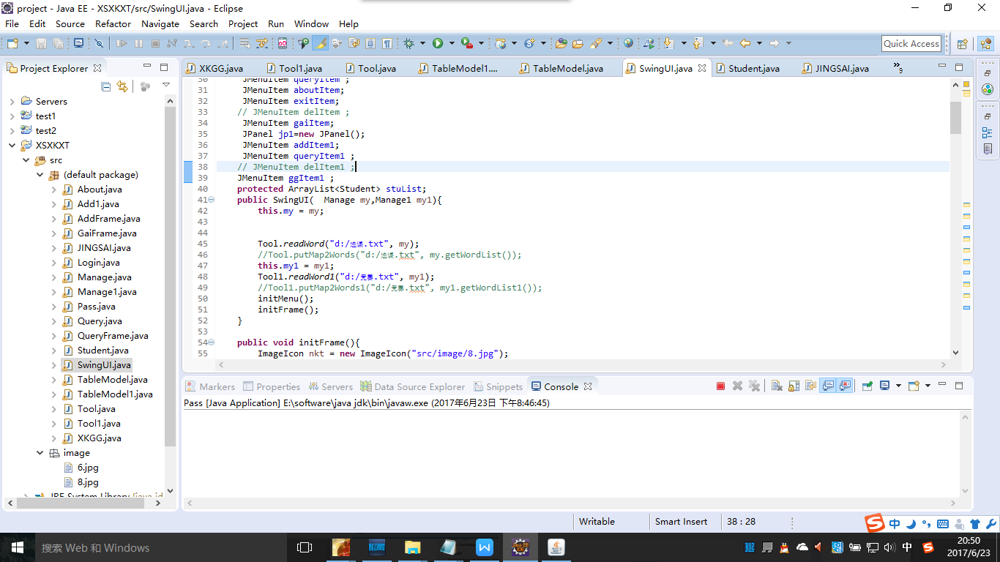 project - Java EE - XSXKXT/src/SwingUI.java - Eclipse
File Edit Source Refactor Navigate Search Project Run Window Help
Quick Access
Project Explorer
XKGG.java Tool1.java Tool.java TableModel1.... TableModel.java SwingUI.java Student.java JINGSAI.java »9
Servers
test1
test2
XSXKXT
src
(default package)
About.java
Add1.java
AddFrame.java
GaiFrame.java
JINGSAI.java
Login.java
Manage.java
Manage1.java
Pass.java
Query.java
QueryFrame.java
Student.java
SwingUI.java
TableModel.java
TableModel1.java
Tool.java
Tool1.java
XKGG.java
image
6.jpg
8.jpg
JRE System Library [java jd
30 JMenuItem queryItem ;
31 JMenuItem aboutItem;
32 JMenuItem exitItem;
33 // JMenuItem delItem ;
34 JMenuItem gaiItem;
35 JPanel jp1=new JPanel();
36 JMenuItem addItem1;
37 JMenuItem queryItem1 ;
38 // JMenuItem delItem1 ;
39 JMenuItem ggItem1 ;
40 protected ArrayList<Student> stuList;
41 public SwingUI(  Manage my,Manage1 my1){
42 this.my = my;
43
44
45 Tool.readWord("d:/选课.txt", my);
46 //Tool.putMap2Words("d:/选课.txt", my.getWordList());
47 this.my1 = my1;
48 Tool1.readWord1("d:/竞赛.txt", my1);
49 //Tool1.putMap2Words1("d:/竞赛.txt", my1.getWordList1());
50 initMenu();
51 initFrame();
52 }
53
54 public void initFrame(){
55 ImageIcon nkt = new ImageIcon("src/image/8.jpg");
Markers Properties Servers Data Source Explorer Snippets Console
Pass [Java Application] E:\software\java jdk\bin\javaw.exe (2017年6月23日 下午8:46:45)
Writable Smart Insert 38 : 28
中
搜索 Web 和 Windows
中
20:50
2017/6/23